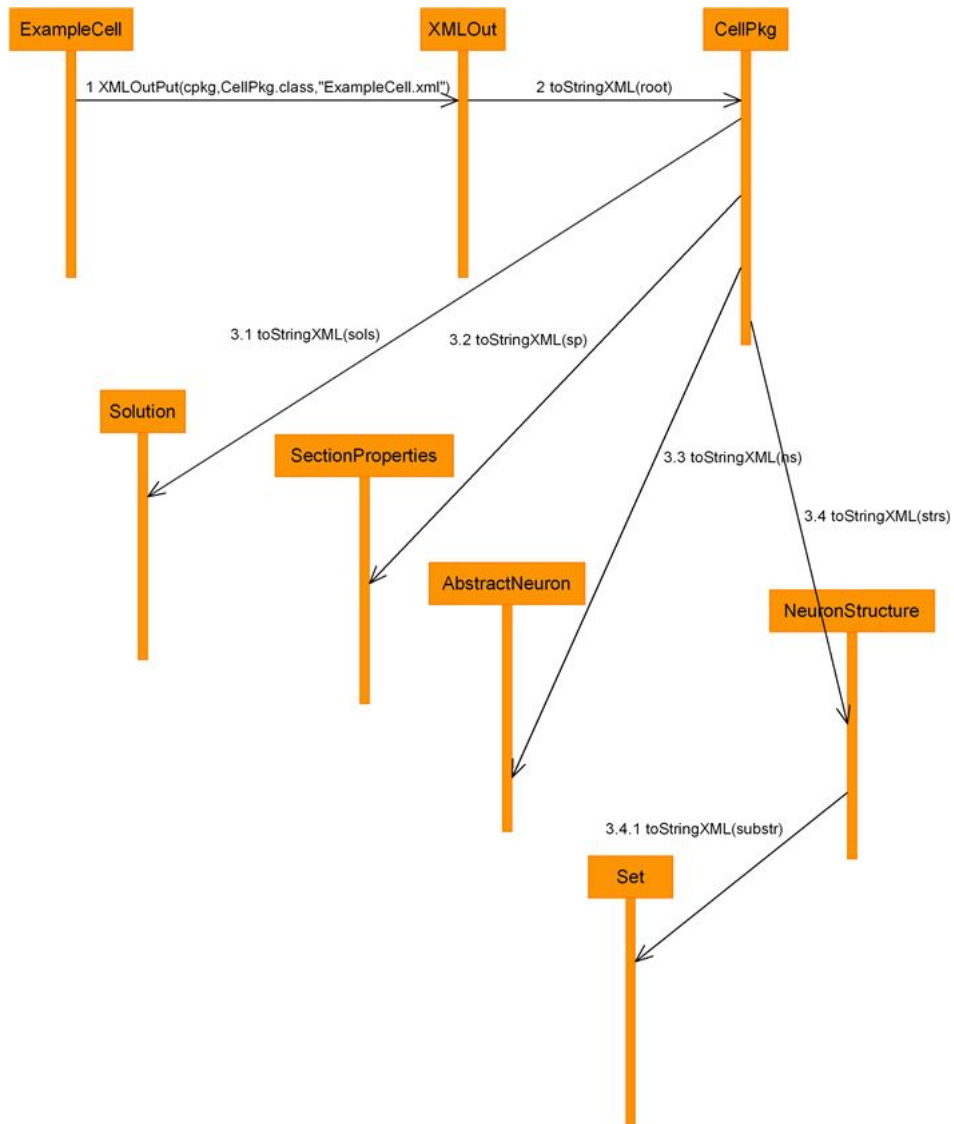 ExampleCell
XMLOut
CellPkg
1 XMLOutPut(cpkg,CellPkg.class,"ExampleCell.xml")
2 toStringXML(root)
3.1 toStringXML(sols)
3.2 toStringXML(sp)
Solution
SectionProperties
3.3 toStringXML(ns)
3.4 toStringXML(strs)
AbstractNeuron
NeuronStructure
3.4.1 toStringXML(substr)
Set